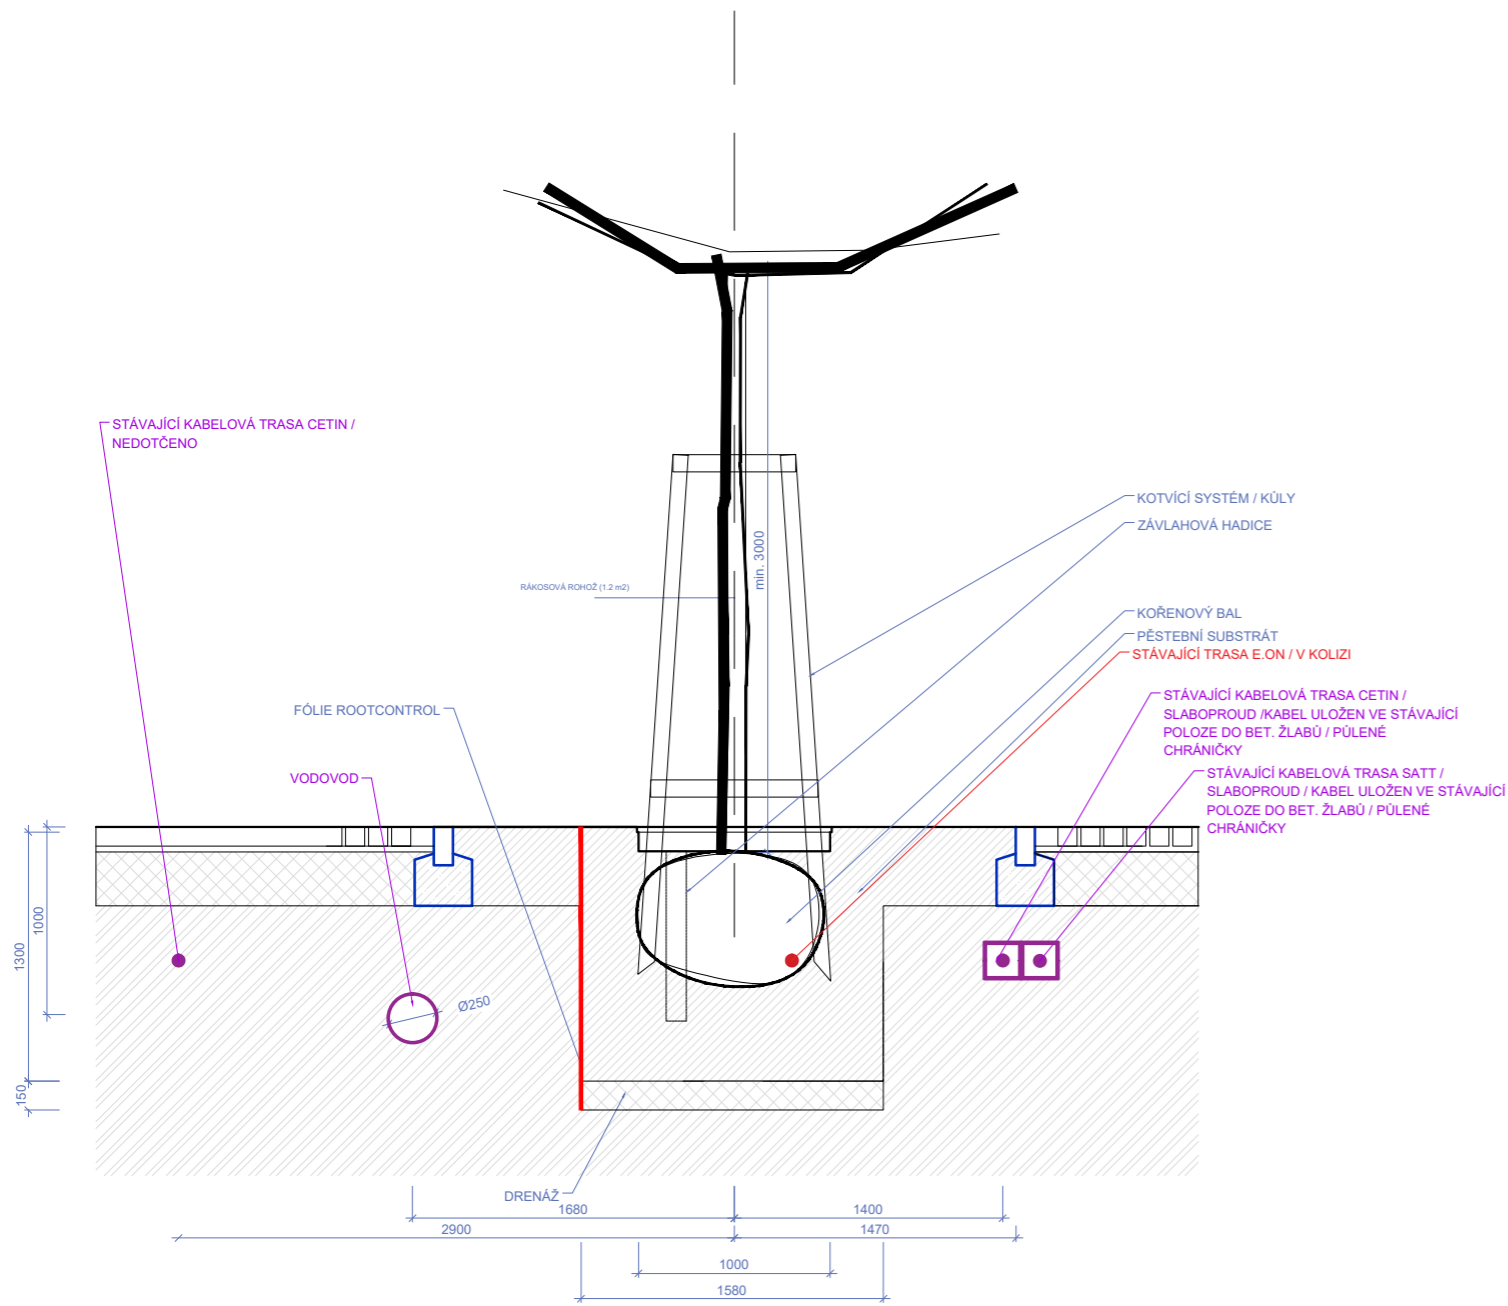 STÁVAJÍCÍ KABELOVÁ TRASA CETIN /
NEDOTČENO
KOTVÍCÍ SYSTÉM / KŮLY
ZÁVLAHOVÁ HADICE
min. 3000
RÁKOSOVÁ ROHOŽ (1.2 m2)
KOŘENOVÝ BAL
PĚSTEBNÍ SUBSTRÁT
STÁVAJÍCÍ TRASA E.ON / V KOLIZI
STÁVAJÍCÍ KABELOVÁ TRASA CETIN /
SLABOPROUD /KABEL ULOŽEN VE STÁVAJÍCÍ
POLOZE DO BET. ŽLABŮ / PŮLENÉ
CHRÁNIČKY
FÓLIE ROOTCONTROL
VODOVOD
STÁVAJÍCÍ KABELOVÁ TRASA SATT /
SLABOPROUD / KABEL ULOŽEN VE STÁVAJÍCÍ
POLOZE DO BET. ŽLABŮ / PŮLENÉ
CHRÁNIČKY
1000
1300
Ø250
150
DRENÁŽ
1680
1400
2900
1470
1000
1580